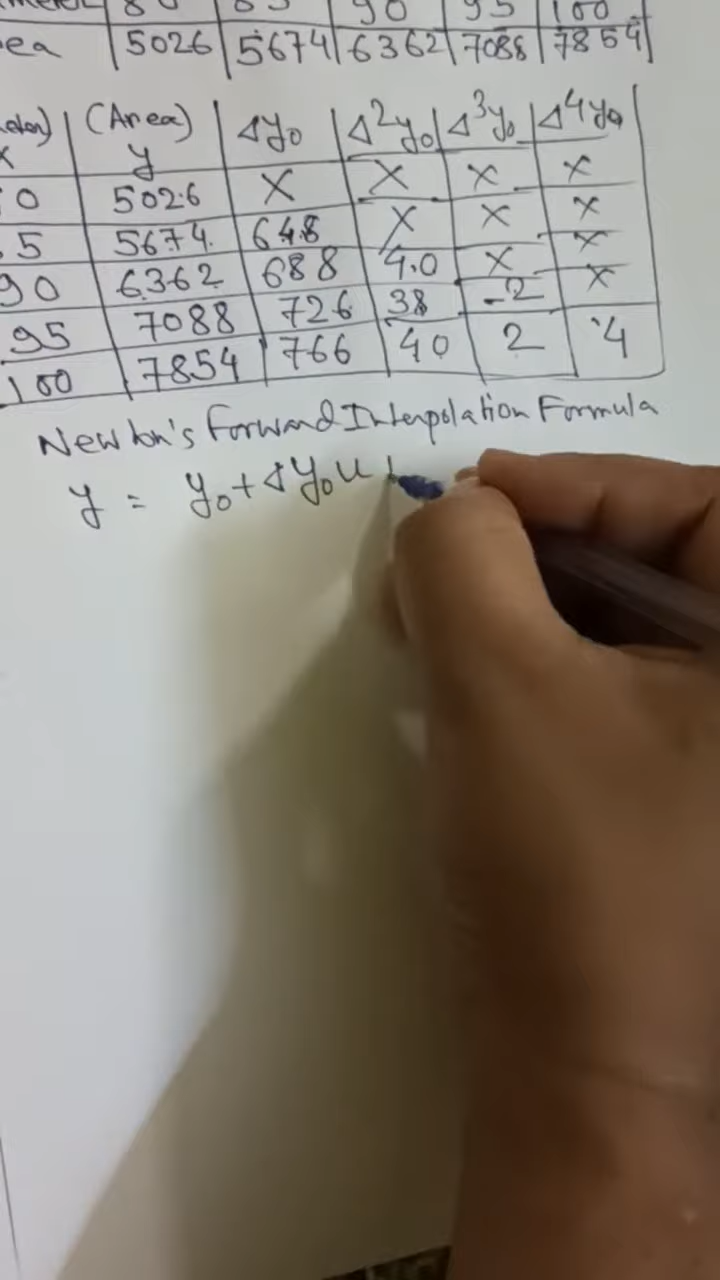 80 85 90 95 100
ea 5026 5674 6362 7088 7854
(Area) Δy₀ Δ²y₀ Δ³y₀ Δ⁴y₀
x y
0 5026 X X X X
5 5674 648 X X X
90 6362 688 40 X X
95 7088 726 38 -2 X
100 7854 766 40 2 4
Newton's Forward Interpolation Formula
y = y₀ + Δy₀u